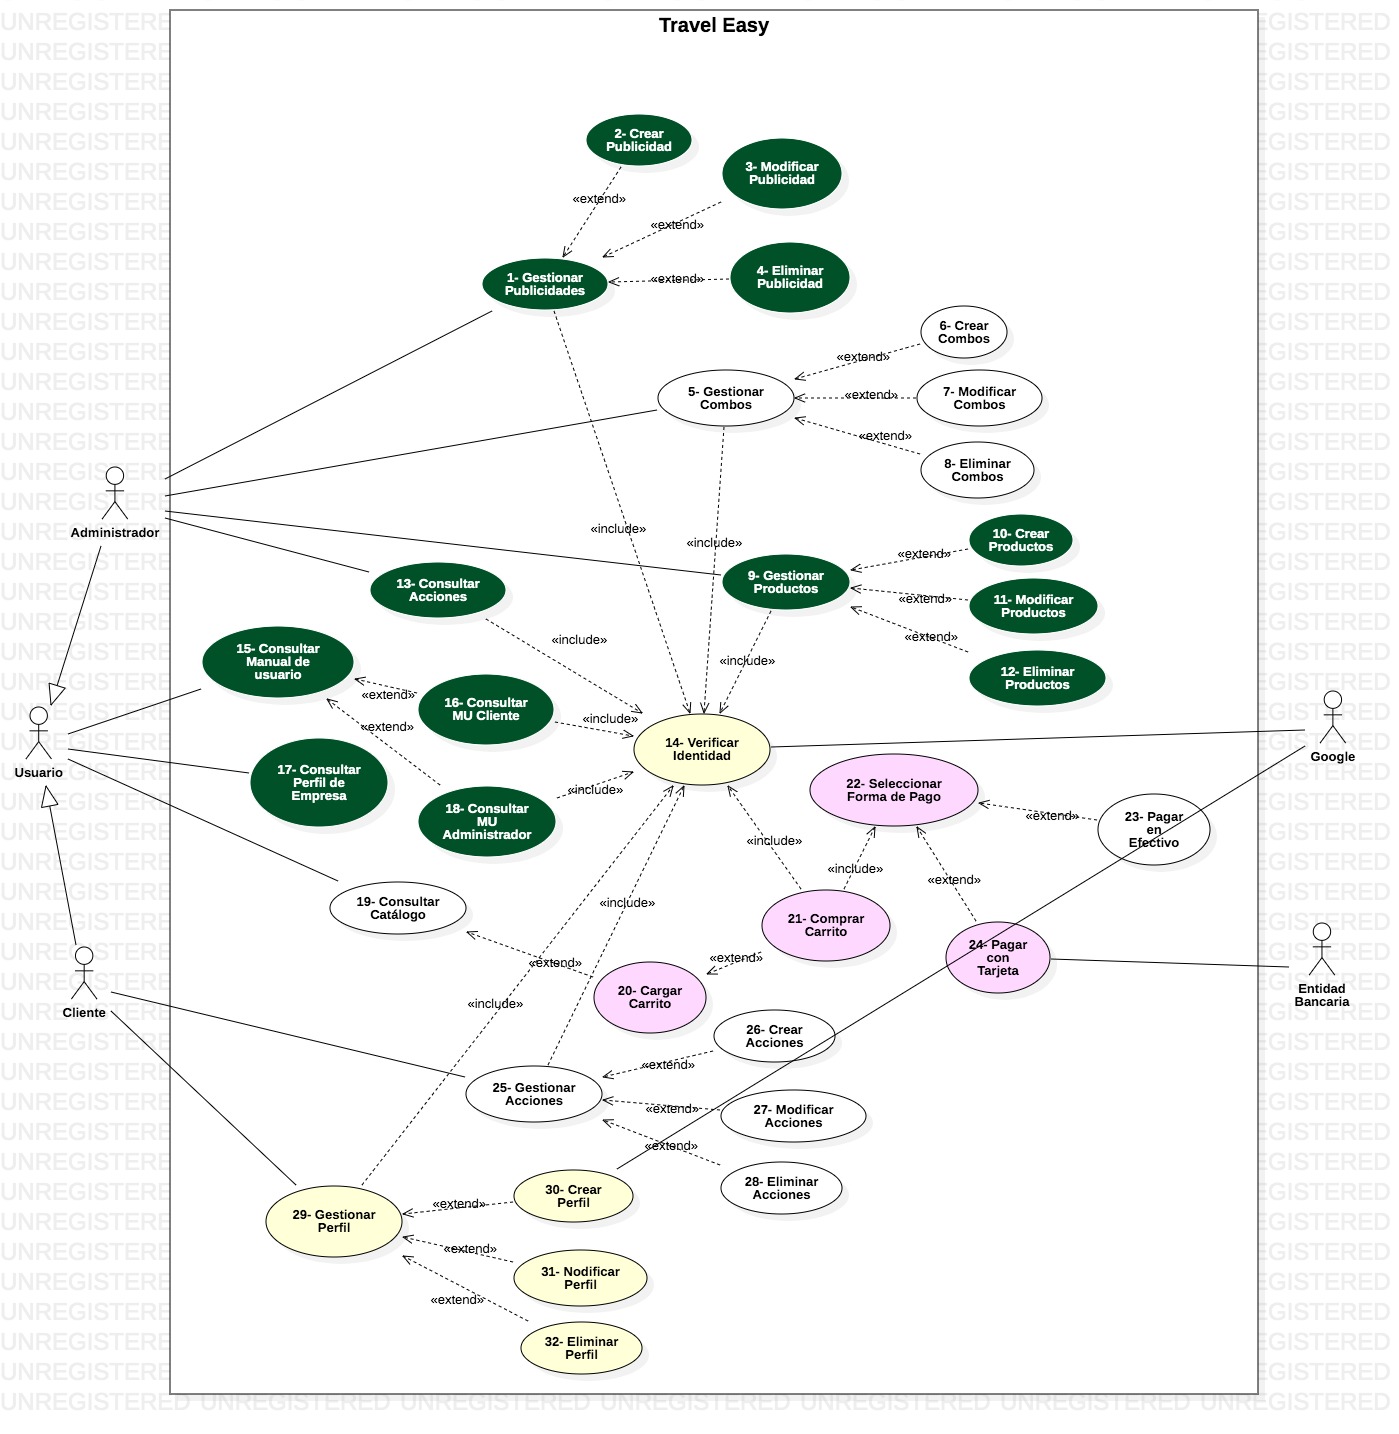 Travel Easy
2- Crear
Publicidad
3- Modificar
Publicidad
«extend»
«extend»
1- Gestionar
Publicidades
«extend»
4- Eliminar
Publicidad
6- Crear
Combos
«extend»
5- Gestionar
Combos
«extend»
7- Modificar
Combos
«extend»
8- Eliminar
Combos
Administrador
«include»
«include»
10- Crear
Productos
«extend»
9- Gestionar
Productos
13- Consultar
Acciones
«extend»
11- Modificar
Productos
«extend»
12- Eliminar
Productos
«include»
«include»
15- Consultar
Manual de
usuario
«extend»
16- Consultar
MU Cliente
«include»
«extend»
14- Verificar
Identidad
Google
Usuario
17- Consultar
Perfil de
Empresa
18- Consultar
MU
Administrador
«include»
22- Seleccionar
Forma de Pago
«extend»
23- Pagar
en
Efectivo
«include»
«include»
«extend»
19- Consultar
Catálogo
«include»
21- Comprar
Carrito
24- Pagar
con
Tarjeta
«extend»
«extend»
20- Cargar
Carrito
Entidad
Bancaria
Cliente
«include»
26- Crear
Acciones
«extend»
25- Gestionar
Acciones
«extend»
27- Modificar
Acciones
«extend»
28- Eliminar
Acciones
29- Gestionar
Perfil
«extend»
30- Crear
Perfil
«extend»
31- Nodificar
Perfil
«extend»
32- Eliminar
Perfil
UNREGISTERED UNREGISTERED UNREGISTERED UNREGISTERED UNREGISTERED UNREGISTERED UNREGISTERED